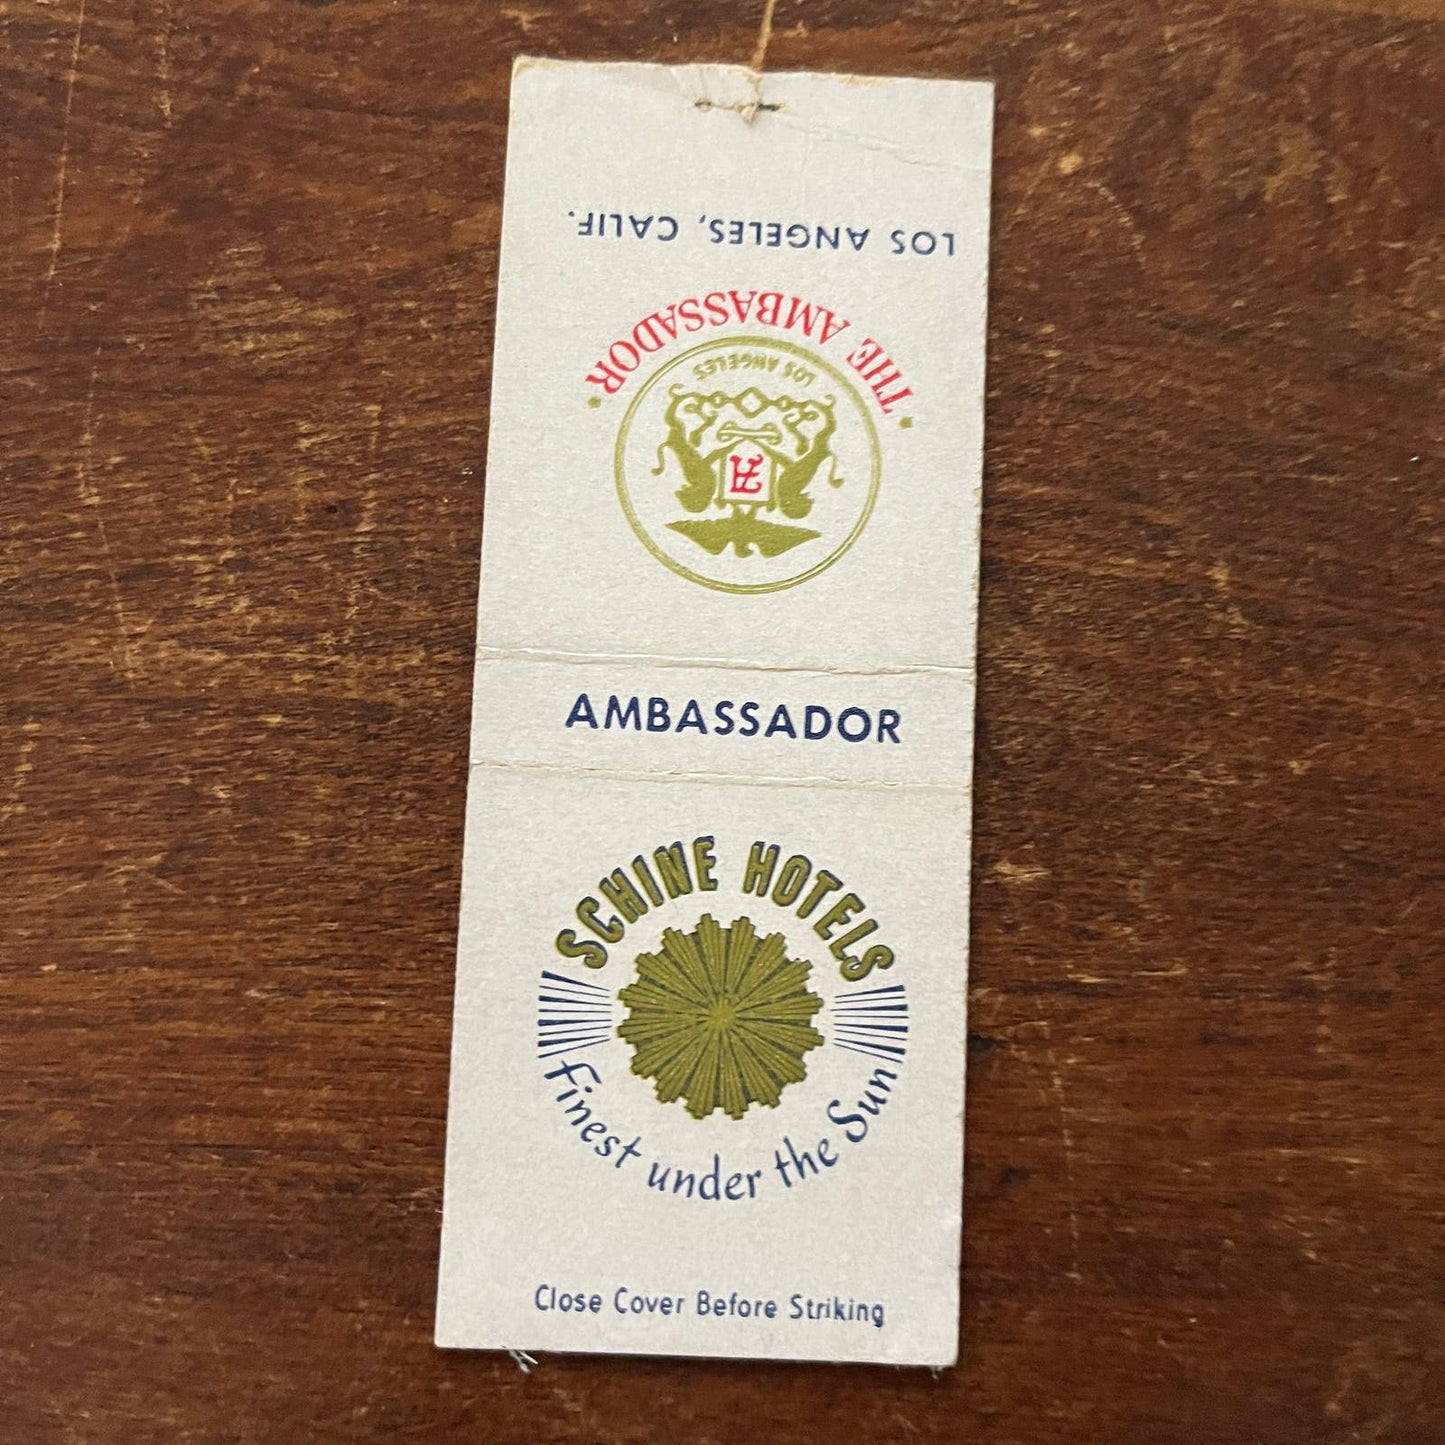 LOS ANGELES, CALIF.
THE AMBASSADOR
LOS ANGELES
A
AMBASSADOR
SCHINE HOTELS
Finest under the Sun
Close Cover Before Striking